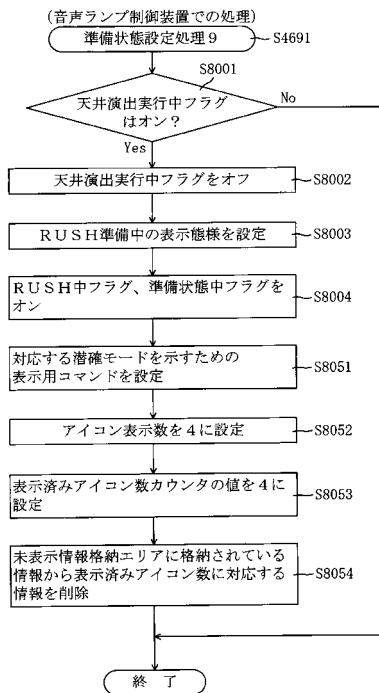 (音声ランプ制御装置での処理)
準備状態設定処理9
S4691
S8001
天井演出実行中フラグ
はオン?
No
Yes
天井演出実行中フラグをオフ
S8002
RUSH準備中の表示態様を設定
S8003
RUSH中フラグ、準備状態中フラグを
オン
S8004
対応する潜確モードを示すための
表示用コマンドを設定
S8051
アイコン表示数を4に設定
S8052
表示済みアイコン数カウンタの値を4に
設定
S8053
未表示情報格納エリアに格納されている
情報から表示済みアイコン数に対応する
情報を削除
S8054
終 了